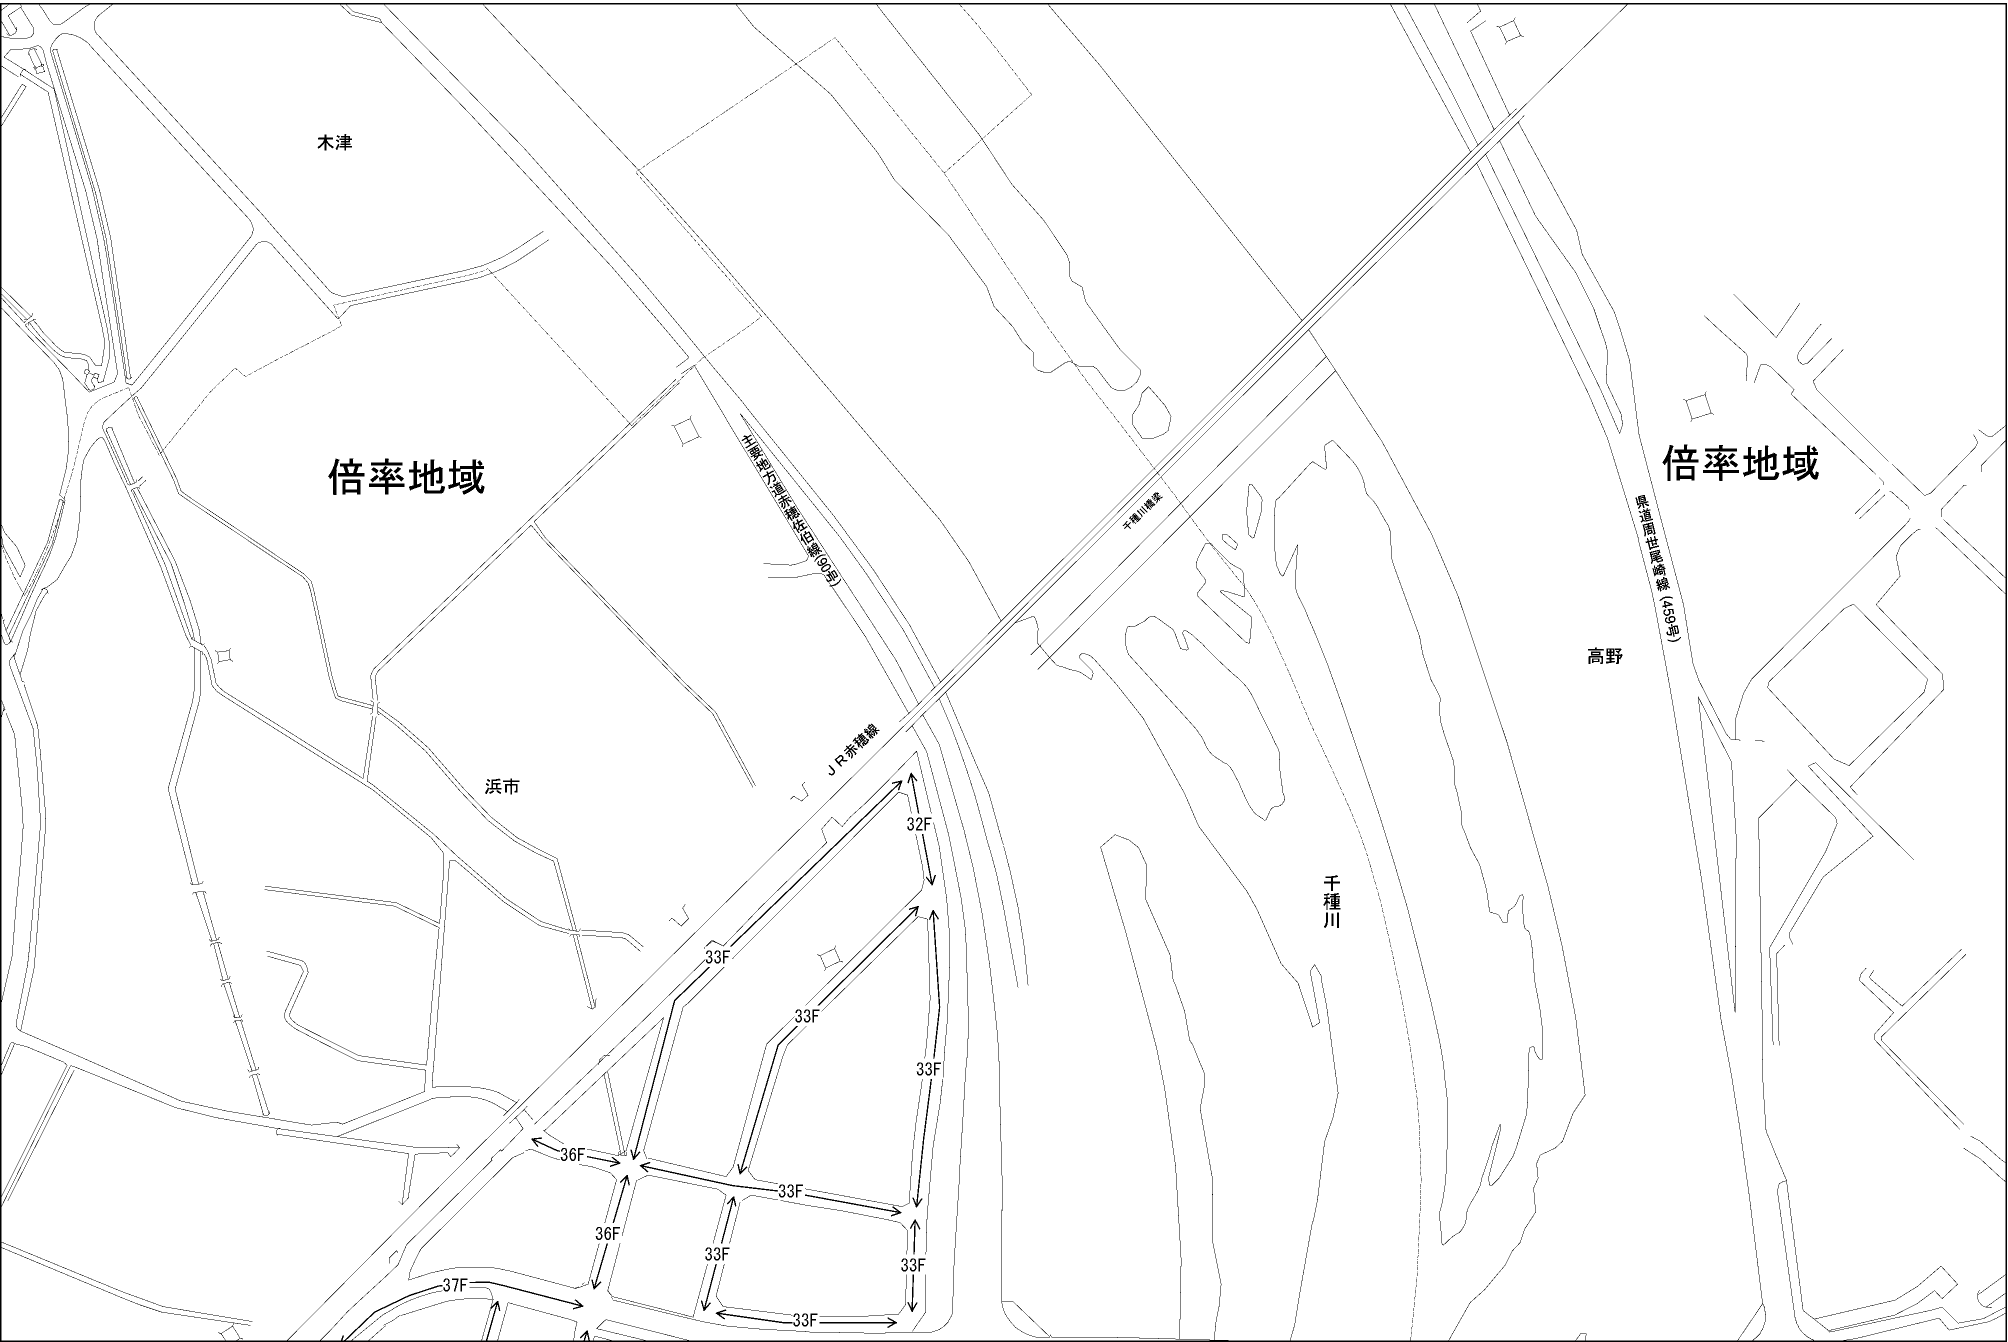 木津
倍率地域
倍率地域
主要地方道赤穂佐伯線(90号)
千種川橋梁
県道周世尾崎線(459号)
高野
JR赤穂線
浜市
32F
千種川
33F
33F
33F
36F
33F
36F
33F
33F
37F
33F